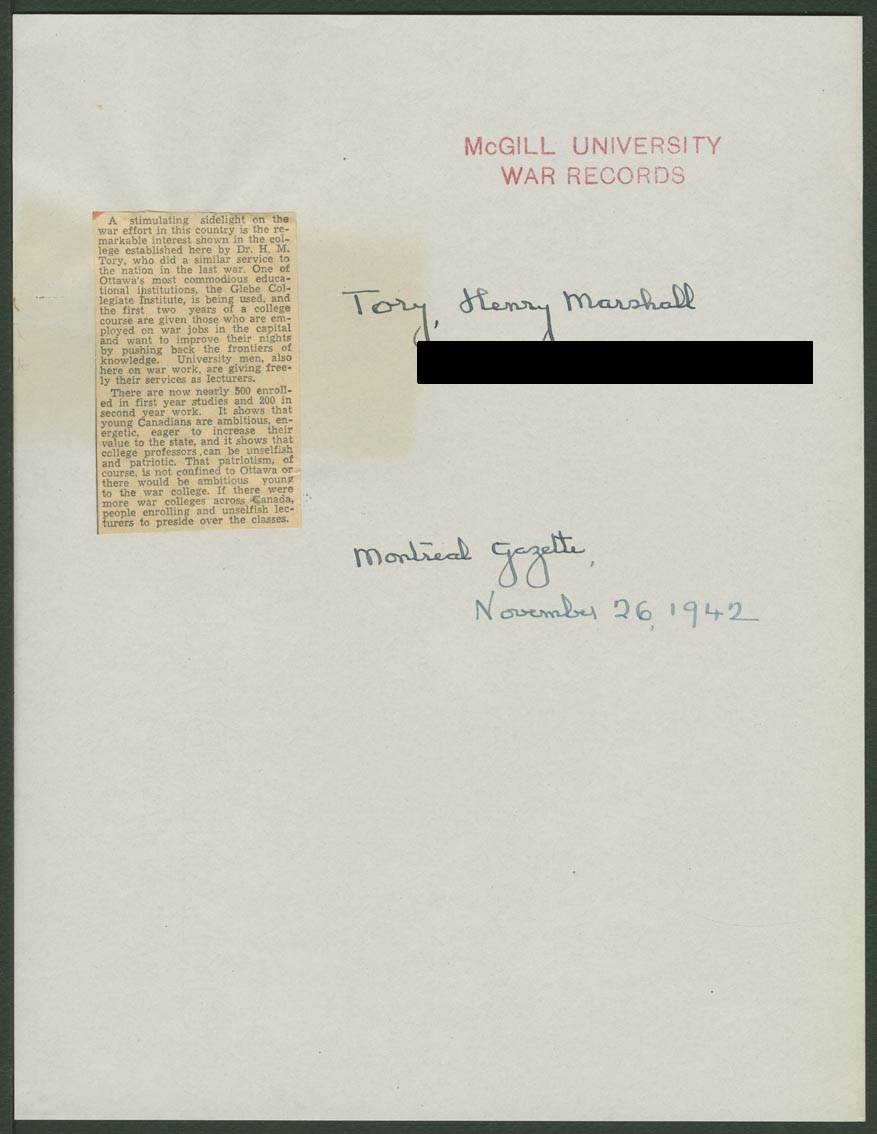 McGILL UNIVERSITY
WAR RECORDS
A stimulating sidelight on the
war effort in this country is the re-
markable interest shown in the col-
lege established here by Dr. H. M.
Tory, who did a similar service to
the nation in the last war. One of
Ottawa's most commodious educa-
tional institutions, the Glebe Col-
legiate Institute, is being used, and
the first two years of a college
course are given those who are em-
ployed on war jobs in the capital
and want to improve their nights
by pushing back the frontiers of
knowledge. University men, also
here on war work, are giving free-
ly their services as lecturers.
There are now nearly 500 enroll-
ed in first year studies and 200 in
second year work. It shows that
young Canadians are ambitious, en-
ergetic, eager to increase their
value to the state, and it shows that
college professors can be unselfish
and patriotic. That patriotism, of
course, is not confined to Ottawa or
there would be ambitious young
to the war college. If there were
more war colleges across Canada,
people enrolling and unselfish lec-
turers to preside over the classes.
Tory, Henry Marshall
Montreal Gazette,
November 26, 1942